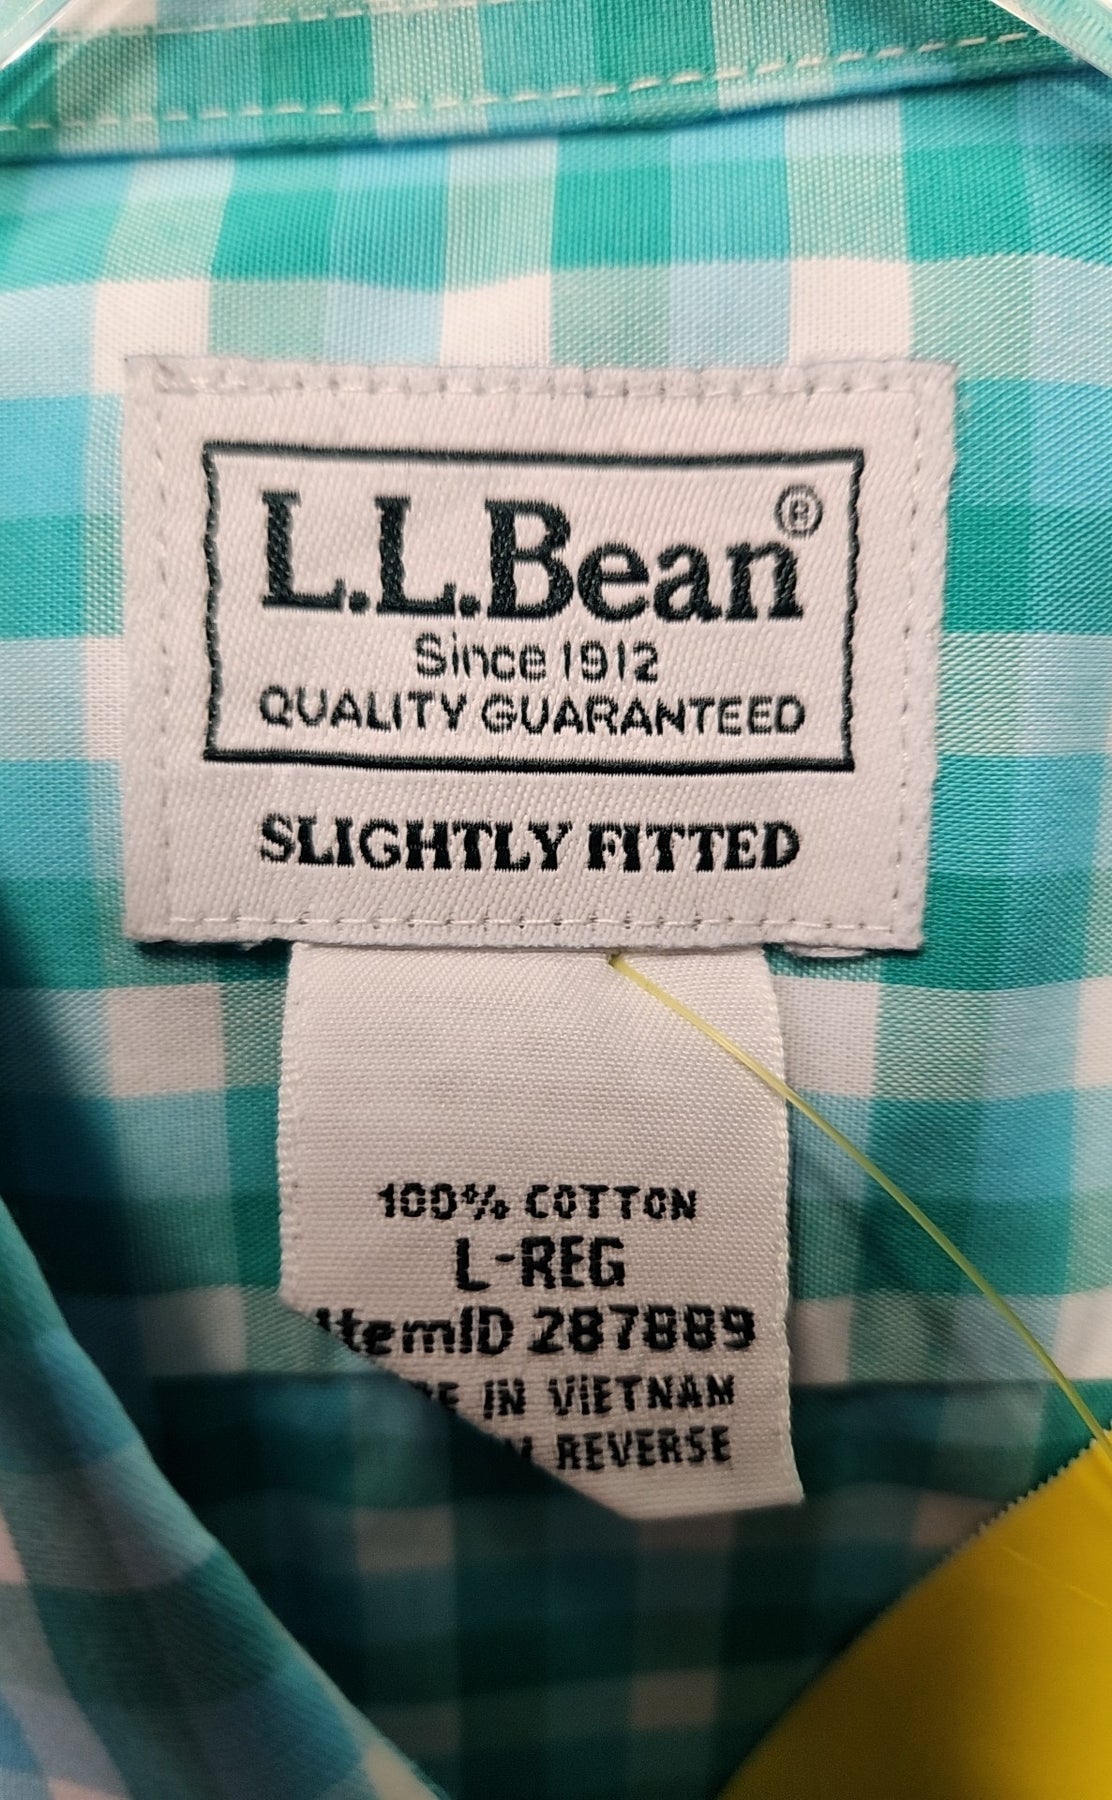 L.L.Bean®
Since 1912
QUALITY GUARANTEED
SLIGHTLY FITTED
100% COTTON
L-REG
ItemID 287889
IN VIETNAM
REVERSE